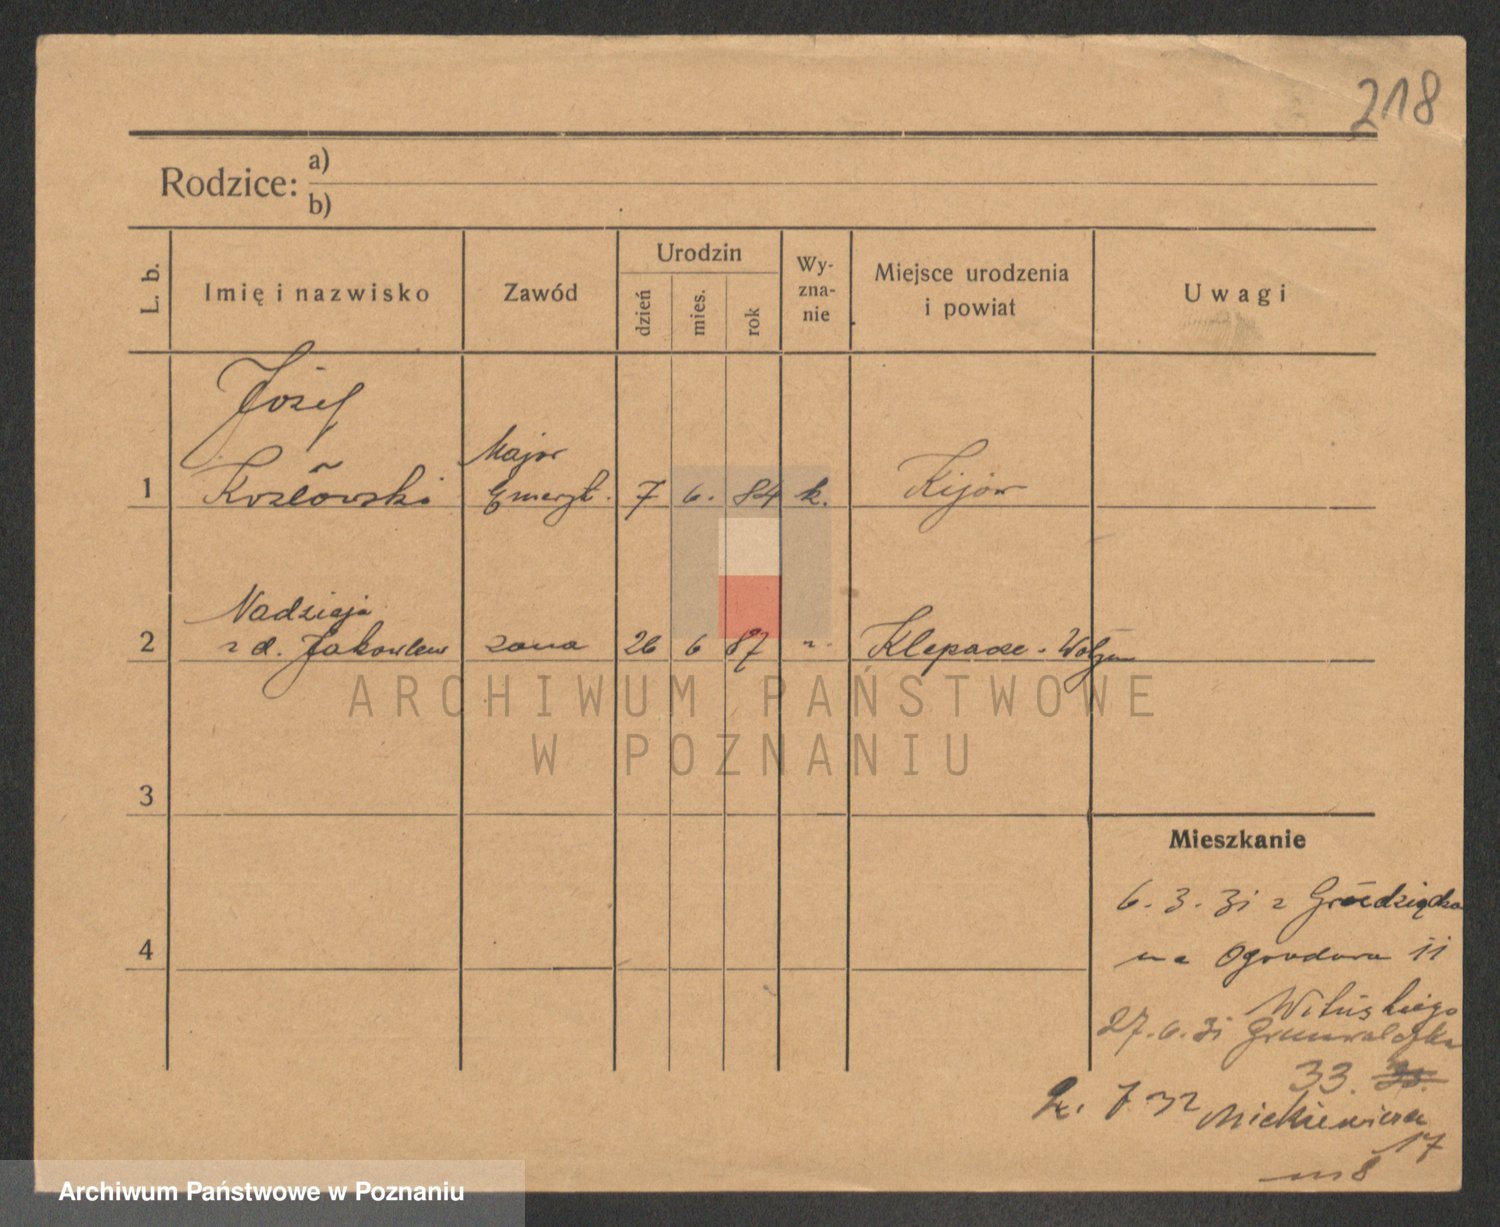 218
Rodzice: a)
b)
L. b.
Imię i nazwisko
Zawód
Urodzin
dzień
mies.
rok
Wy-
zna-
nie
Miejsce urodzenia
i powiat
Uwagi
Józef
Major
1 Kozłowski Emeryt. 7 6. 84 k. Kijów
Nadzieja
2 z d. Jakowlew żona 26 6 87 Klepacze - Wołyń
ARCHIWUM PAŃSTWOWE
W POZNANIU
3
Mieszkanie
6.3.31 z Grodziska
4
na Ogrodowa 11
27.6.31 Grunwaldzka
33. 
7 32 Mickiewicza
17
m 8
Archiwum Państwowe w Poznaniu